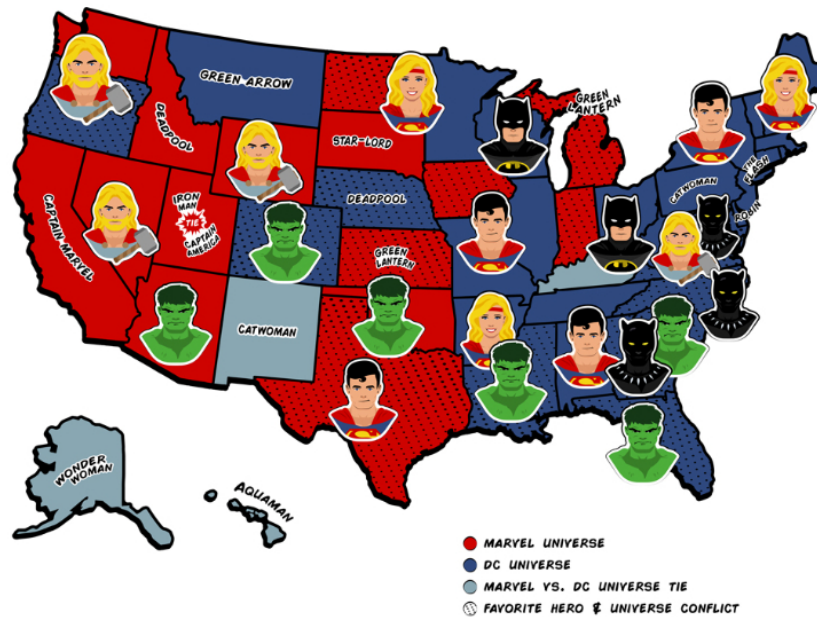 GREEN ARROW
DEADPOOL
STAR-LORD
GREEN
LANTERN
THE FLASH
CATWOMAN
ROBIN
DEADPOOL
IRON
MAN
TIE
CAPTAIN
AMERICA
CAPTAIN MARVEL
GREEN
LANTERN
CATWOMAN
WONDER
WOMAN
AQUAMAN
MARVEL UNIVERSE
DC UNIVERSE
MARVEL VS. DC UNIVERSE TIE
FAVORITE HERO & UNIVERSE CONFLICT